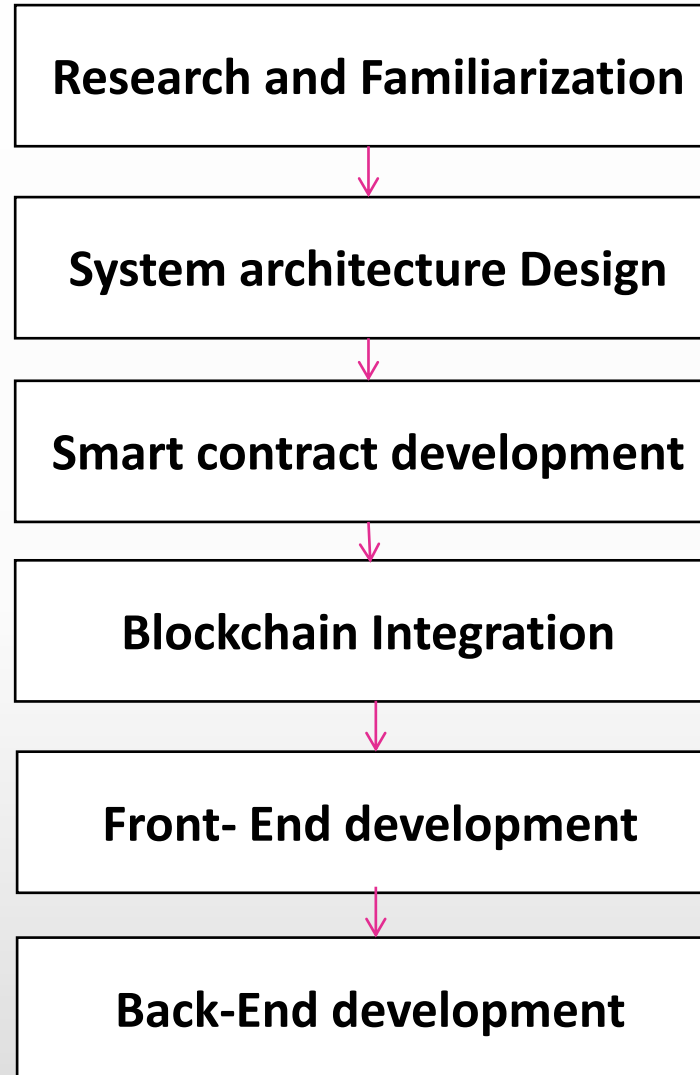 Research and Familiarization
System architecture Design
Smart contract development
Blockchain Integration
Front- End development
Back-End development